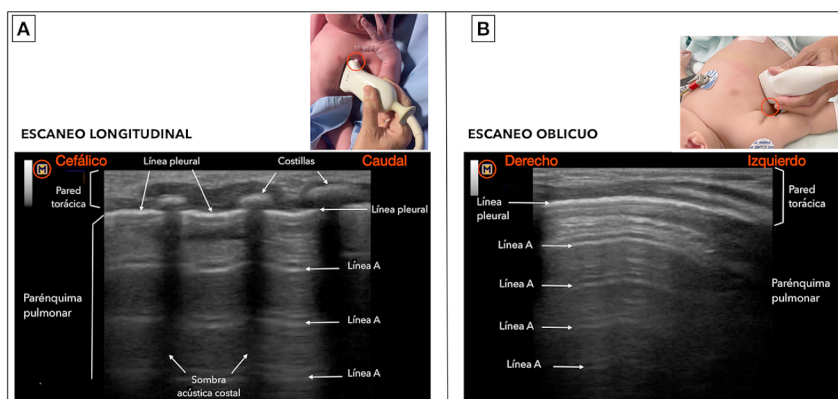 A
ESCANEO LONGITUDINAL
M
Cefálico
Línea pleural
Costillas
Caudal
Pared
torácica
Línea pleural
Línea A
Parénquima
pulmonar
Línea A
Sombra
acústica costal
Línea A
B
ESCANEO OBLICUO
M
Derecho
Izquierdo
Pared
torácica
Línea
pleural
Línea A
Línea A
Parénquima
pulmonar
Línea A
Línea A